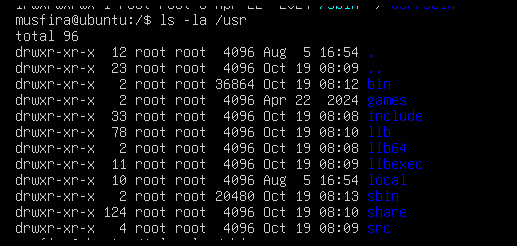 musfira@ubuntu:/$ ls -la /usr
total 96
drwxr-xr-x  12 root root  4096 Aug  5 16:54 .
drwxr-xr-x  23 root root  4096 Oct 19 08:09 ..
drwxr-xr-x   2 root root 36864 Oct 19 08:12 bin
drwxr-xr-x   2 root root  4096 Apr 22  2024 games
drwxr-xr-x  33 root root  4096 Oct 19 08:08 include
drwxr-xr-x  78 root root  4096 Oct 19 08:10 lib
drwxr-xr-x   2 root root  4096 Oct 19 08:08 lib64
drwxr-xr-x  11 root root  4096 Oct 19 08:09 libexec
drwxr-xr-x  10 root root  4096 Aug  5 16:54 local
drwxr-xr-x   2 root root 20480 Oct 19 08:13 sbin
drwxr-xr-x 124 root root  4096 Oct 19 08:10 share
drwxr-xr-x   4 root root  4096 Oct 19 08:09 src